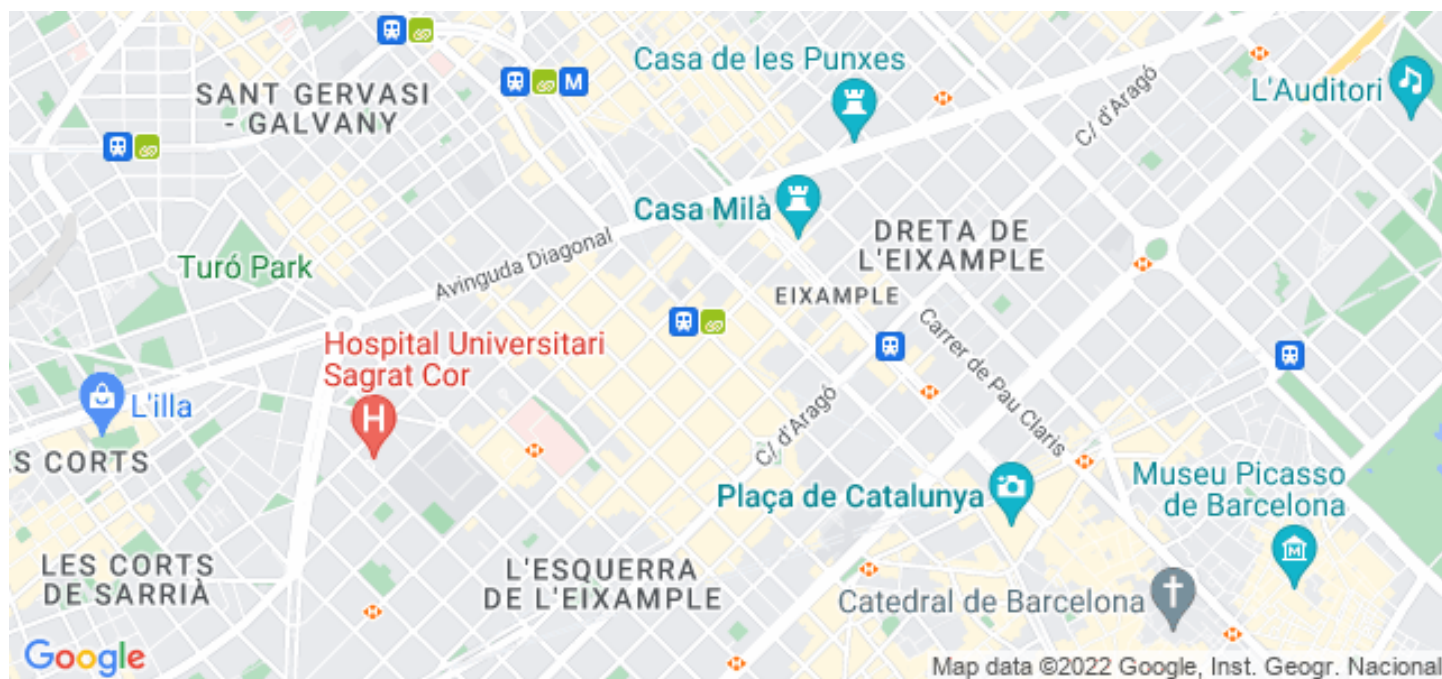 Casa de les Punxes
L'Auditori
SANT GERVASI
- GALVANY
C/ d'Aragó
M
Casa Milà
DRETA DE
L'EIXAMPLE
Turó Park
Avinguda Diagonal
EIXAMPLE
Hospital Universitari
Sagrat Cor
H
Carrer de Pau Claris
L'illa
C/ d'Aragó
S CORTS
Plaça de Catalunya
Museu Picasso
de Barcelona
M
LES CORTS
DE SARRIÀ
L'ESQUERRA
DE L'EIXAMPLE
Catedral de Barcelona
Google
Map data ©2022 Google, Inst. Geogr. Nacional